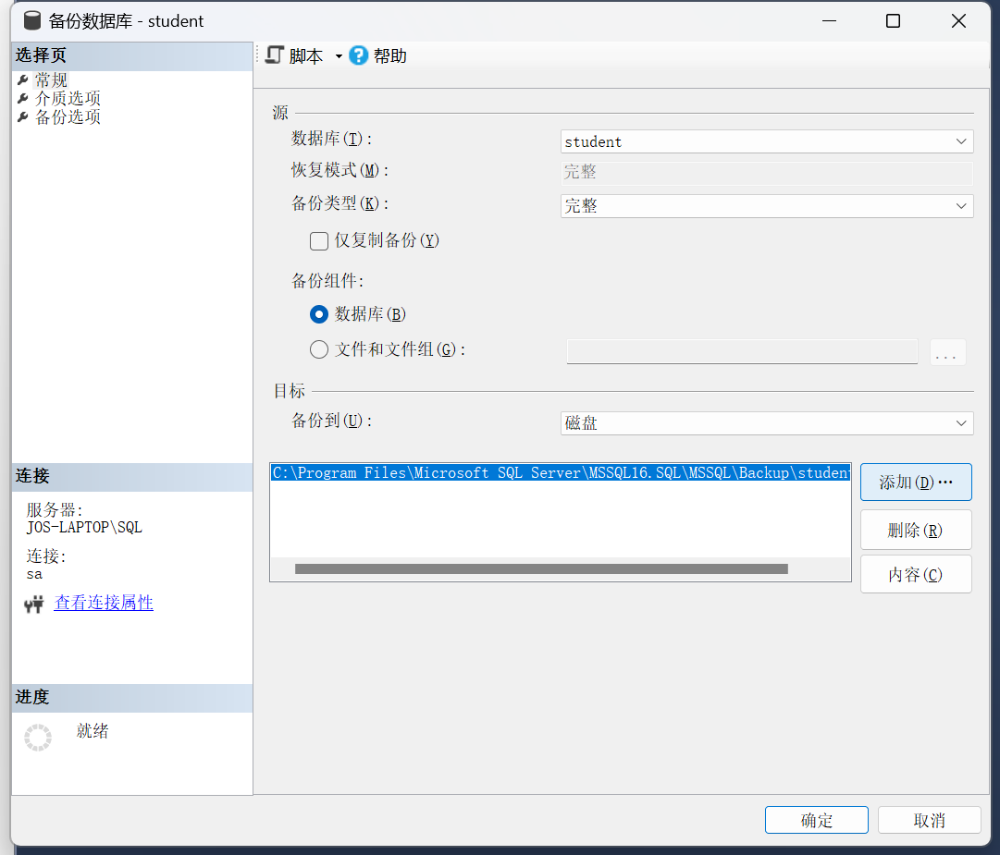 备份数据库 - student
选择页
常规
介质选项
备份选项
脚本
帮助
源
数据库(T):
student
恢复模式(M):
完整
备份类型(K):
完整
仅复制备份(Y)
备份组件:
数据库(B)
文件和文件组(G):
...
目标
备份到(U):
磁盘
C:\Program Files\Microsoft SQL Server\MSSQL16.SQL\MSSQL\Backup\studen
添加(D)…
删除(R)
内容(C)
连接
服务器:
JOS-LAPTOP\SQL
连接:
sa
查看连接属性
进度
就绪
确定
取消